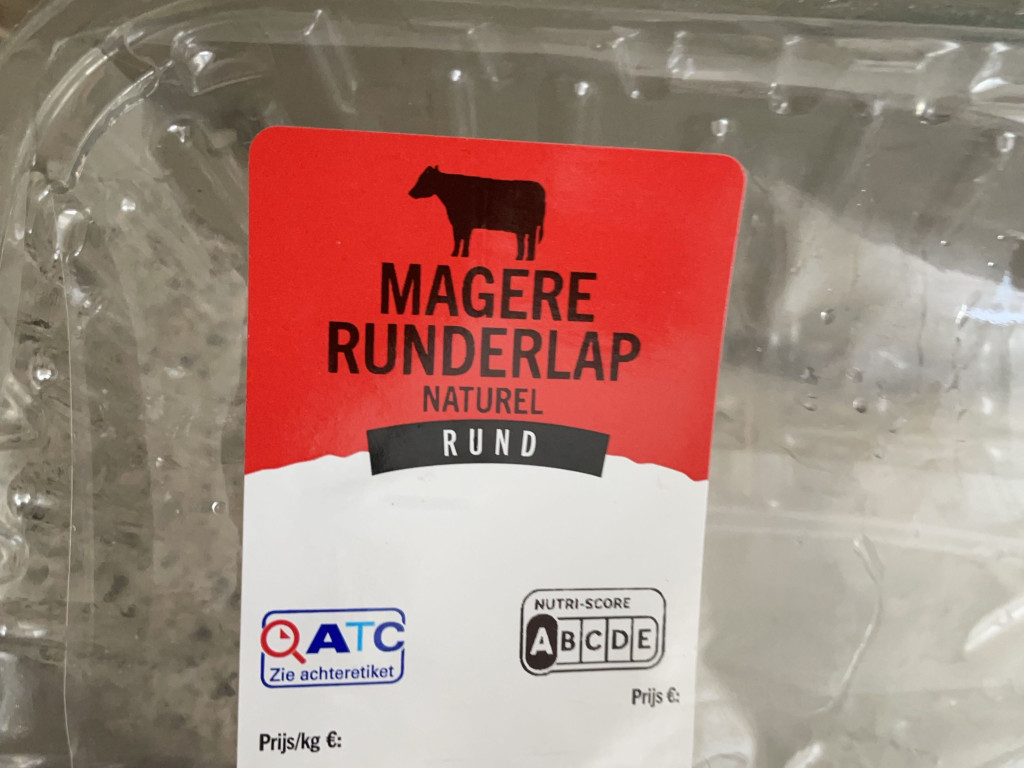 MAGERE
RUNDERLAP
NATUREL
RUND
ATC
Zie achteretiket
NUTRI-SCORE
ABCDE
Prijs €:
Prijs/kg €: